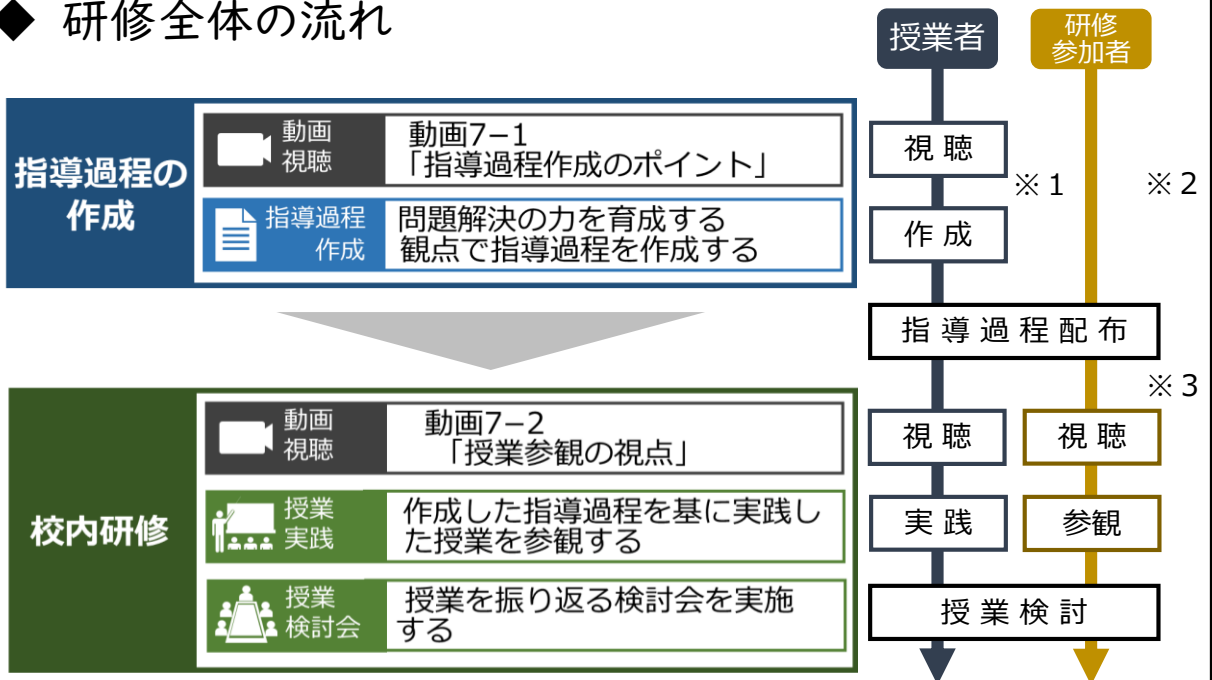 ◆ 研修全体の流れ
授業者
研修
参加者
指導過程の
作成
動画
視聴
動画7−1
「指導過程作成のポイント」
指導過程
作成
問題解決の力を育成する
観点で指導過程を作成する
視聴
※1
※2
作成
指導過程配布
※3
校内研修
動画
視聴
動画7−2
「授業参観の視点」
授業
実践
作成した指導過程を基に実践し
た授業を参観する
授業
検討会
授業を振り返る検討会を実施
する
視聴
視聴
実践
参観
授業検討